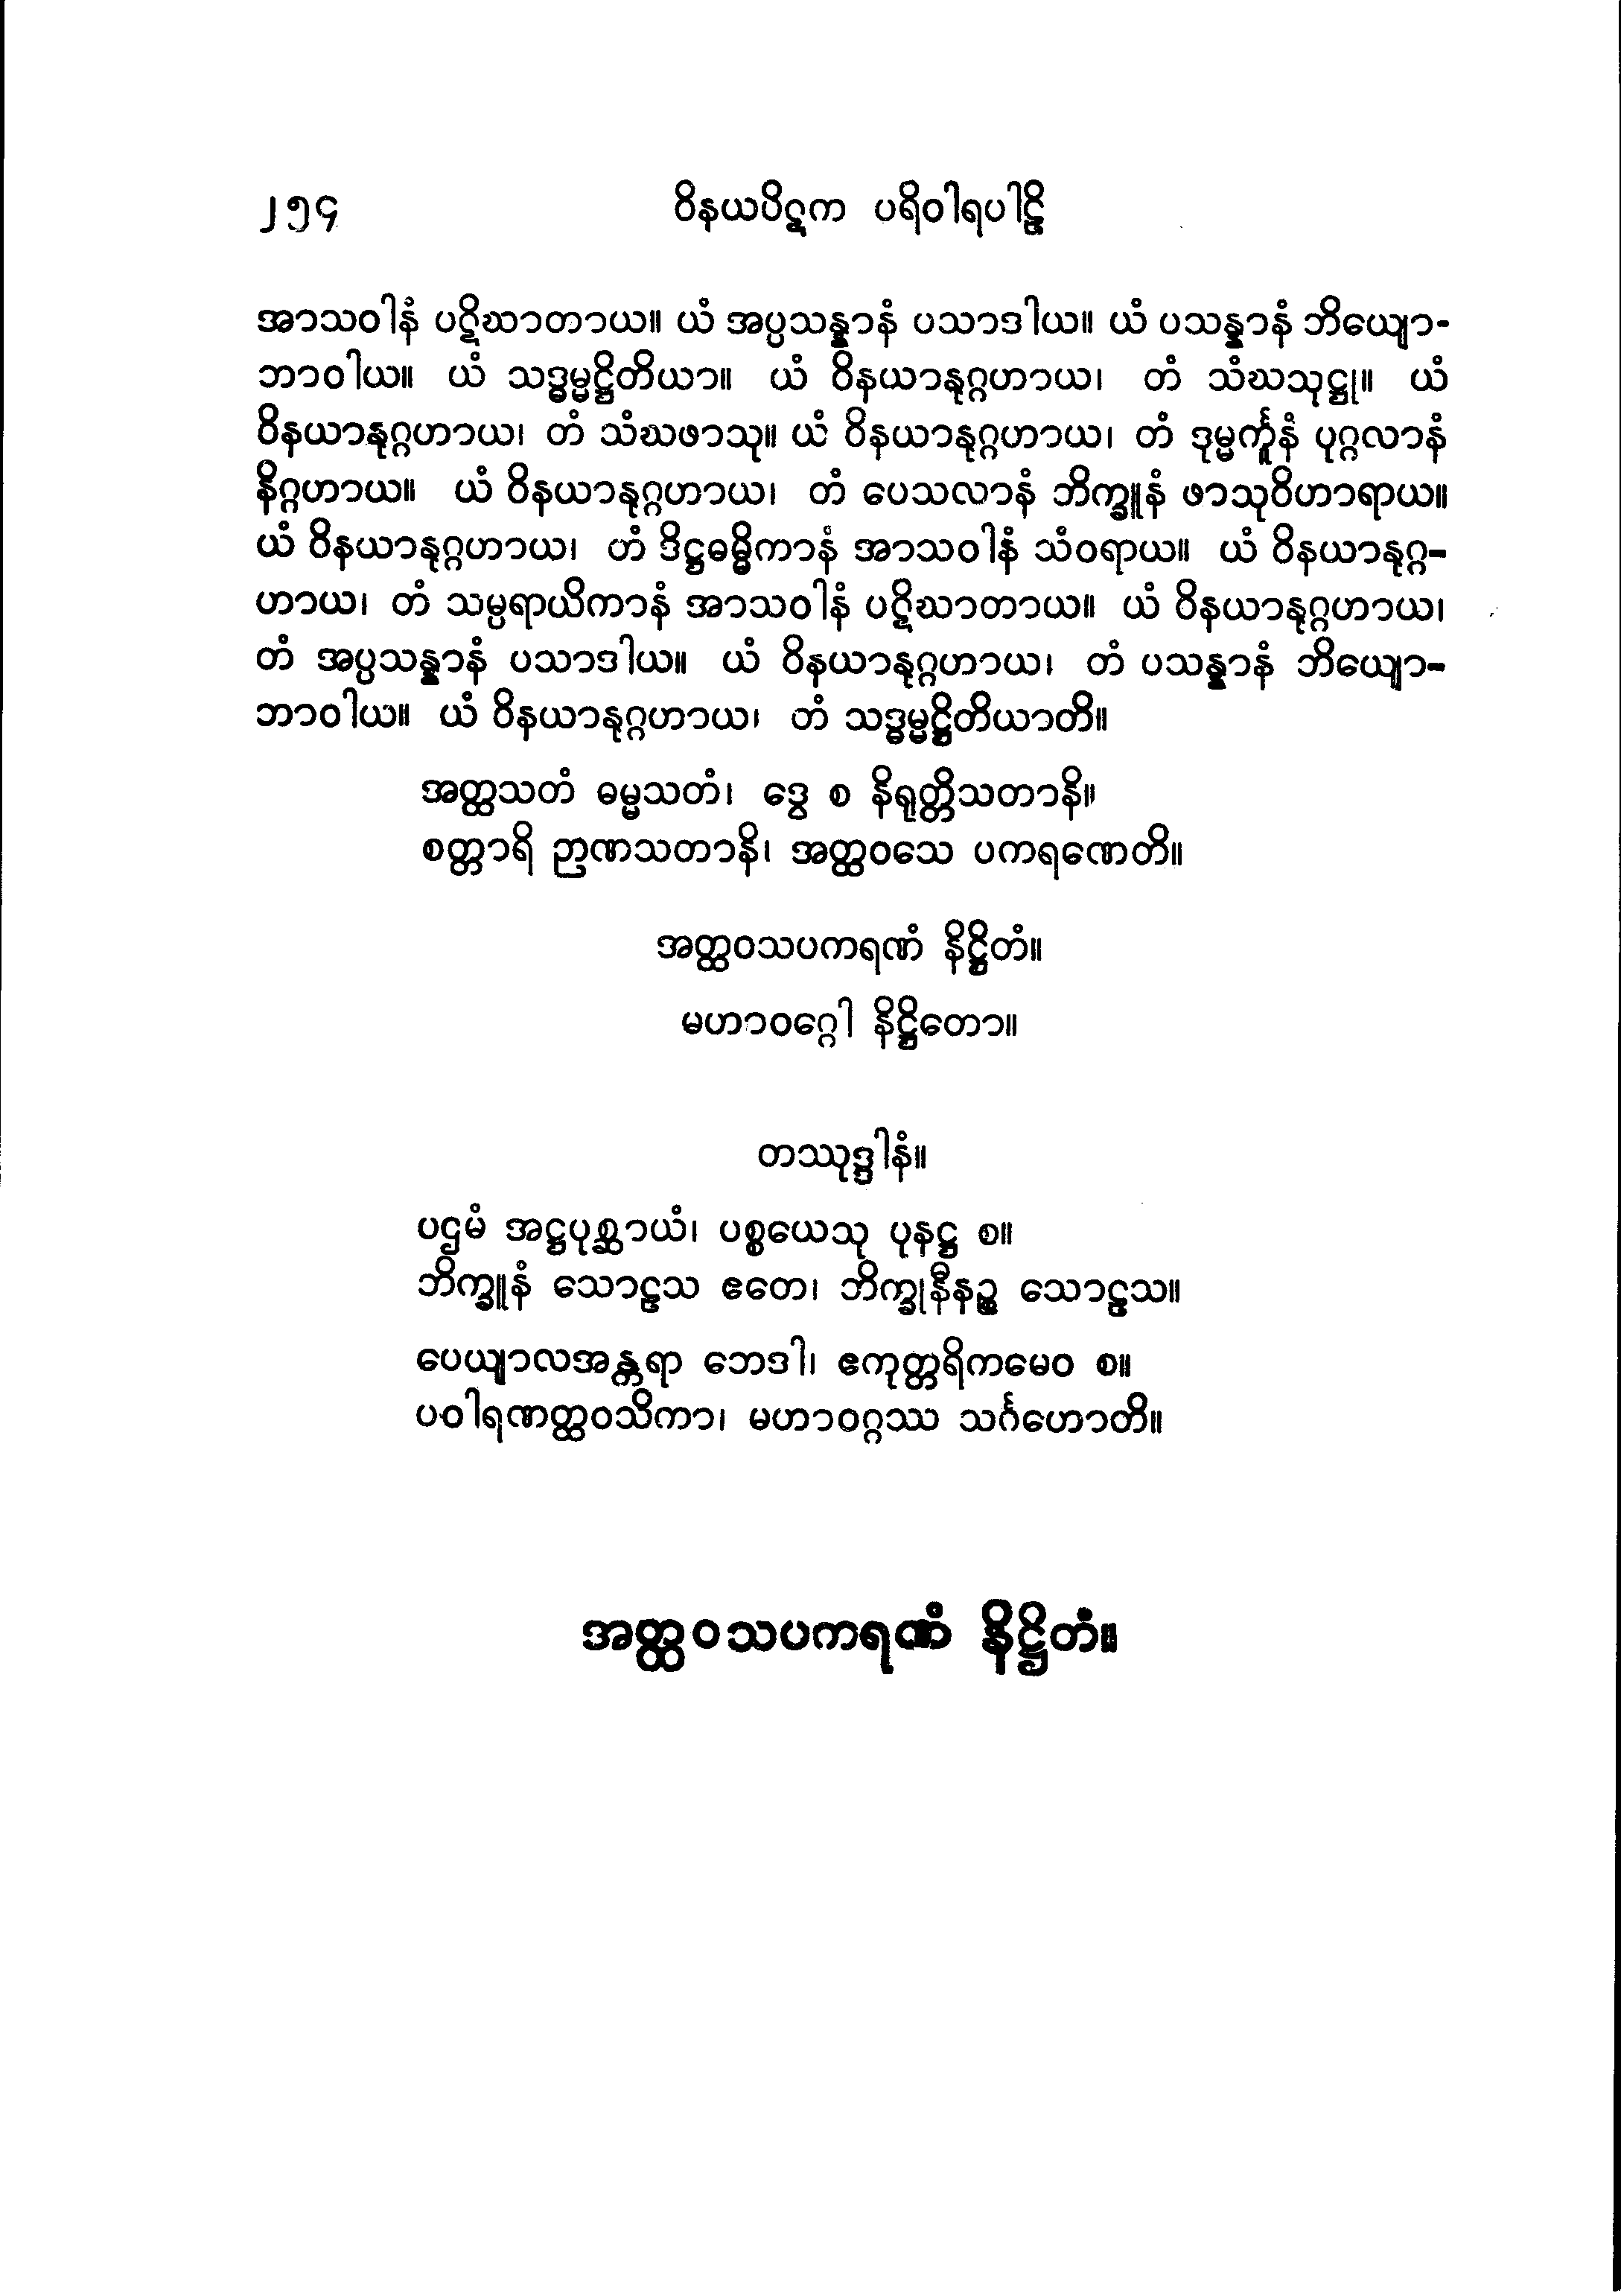 ၂၅၄ ဝိနယပိဋက ပရိဝါရပါဠိ
အာသဝါနံ ပဋိဃာတာယ။ ယံ အပ္ပသန္နာနံ ပသာဒါယ။ ယံ ပသန္နာနံ ဘိယျော-
ဘာဝါယ။ ယံ သဒ္ဓမ္မဋ္ဌိတိယာ။ ယံ ဝိနယာနုဂ္ဂဟာယ၊ တံ သံဃသုဋ္ဌု။ ယံ
ဝိနယာနုဂ္ဂဟာယ၊ တံ သံဃဖာသု။ ယံ ဝိနယာနုဂ္ဂဟာယ၊ တံ ဒုမ္မင်္ကူနံ ပုဂ္ဂလာနံ
နိဂ္ဂဟာယ။ ယံ ဝိနယာနုဂ္ဂဟာယ၊ တံ ပေသလာနံ ဘိက္ခူနံ ဖာသုဝိဟာရာယ။
ယံ ဝိနယာနုဂ္ဂဟာယ၊ တံ ဒိဋ္ဌဓမ္မိကာနံ အာသဝါနံ သံဝရာယ။ ယံ ဝိနယာနုဂ္ဂ-
ဟာယ၊ တံ သမ္ပရာယိကာနံ အာသဝါနံ ပဋိဃာတာယ။ ယံ ဝိနယာနုဂ္ဂဟာယ၊
တံ အပ္ပသန္နာနံ ပသာဒါယ။ ယံ ဝိနယာနုဂ္ဂဟာယ၊ တံ ပသန္နာနံ ဘိယျော-
ဘာဝါယ။ ယံ ဝိနယာနုဂ္ဂဟာယ၊ တံ သဒ္ဓမ္မဋ္ဌိတိယာတိ။
အတ္ထသတံ ဓမ္မသတံ၊ ဒွေ စ နိရုတ္တိသတာနိ။
စတ္တာရိ ဉာဏသတာနိ၊ အတ္ထဝသေ ပကရဏေတိ။
အတ္ထဝသပကရဏံ နိဋ္ဌိတံ။
မဟာဝဂ္ဂေါ နိဋ္ဌိတော။
တဿုဒ္ဒါနံ။
ပဌမံ အဋ္ဌပုစ္ဆာယံ၊ ပစ္စယေသု ပုနဋ္ဌ စ။
ဘိက္ခူနံ သောဠသ ဧတေ၊ ဘိက္ခုနီနဉ္စ သောဠသ။
ပေယျာလအန္တရာ ဘေဒါ၊ ဧကုတ္တရိကမေဝ စ။
ပဝါရဏတ္ထဝသိကာ၊ မဟာဝဂ္ဂဿ သင်္ဂဟောတိ။
အတ္ထဝသပကရဏံ နိဋ္ဌိတံ။